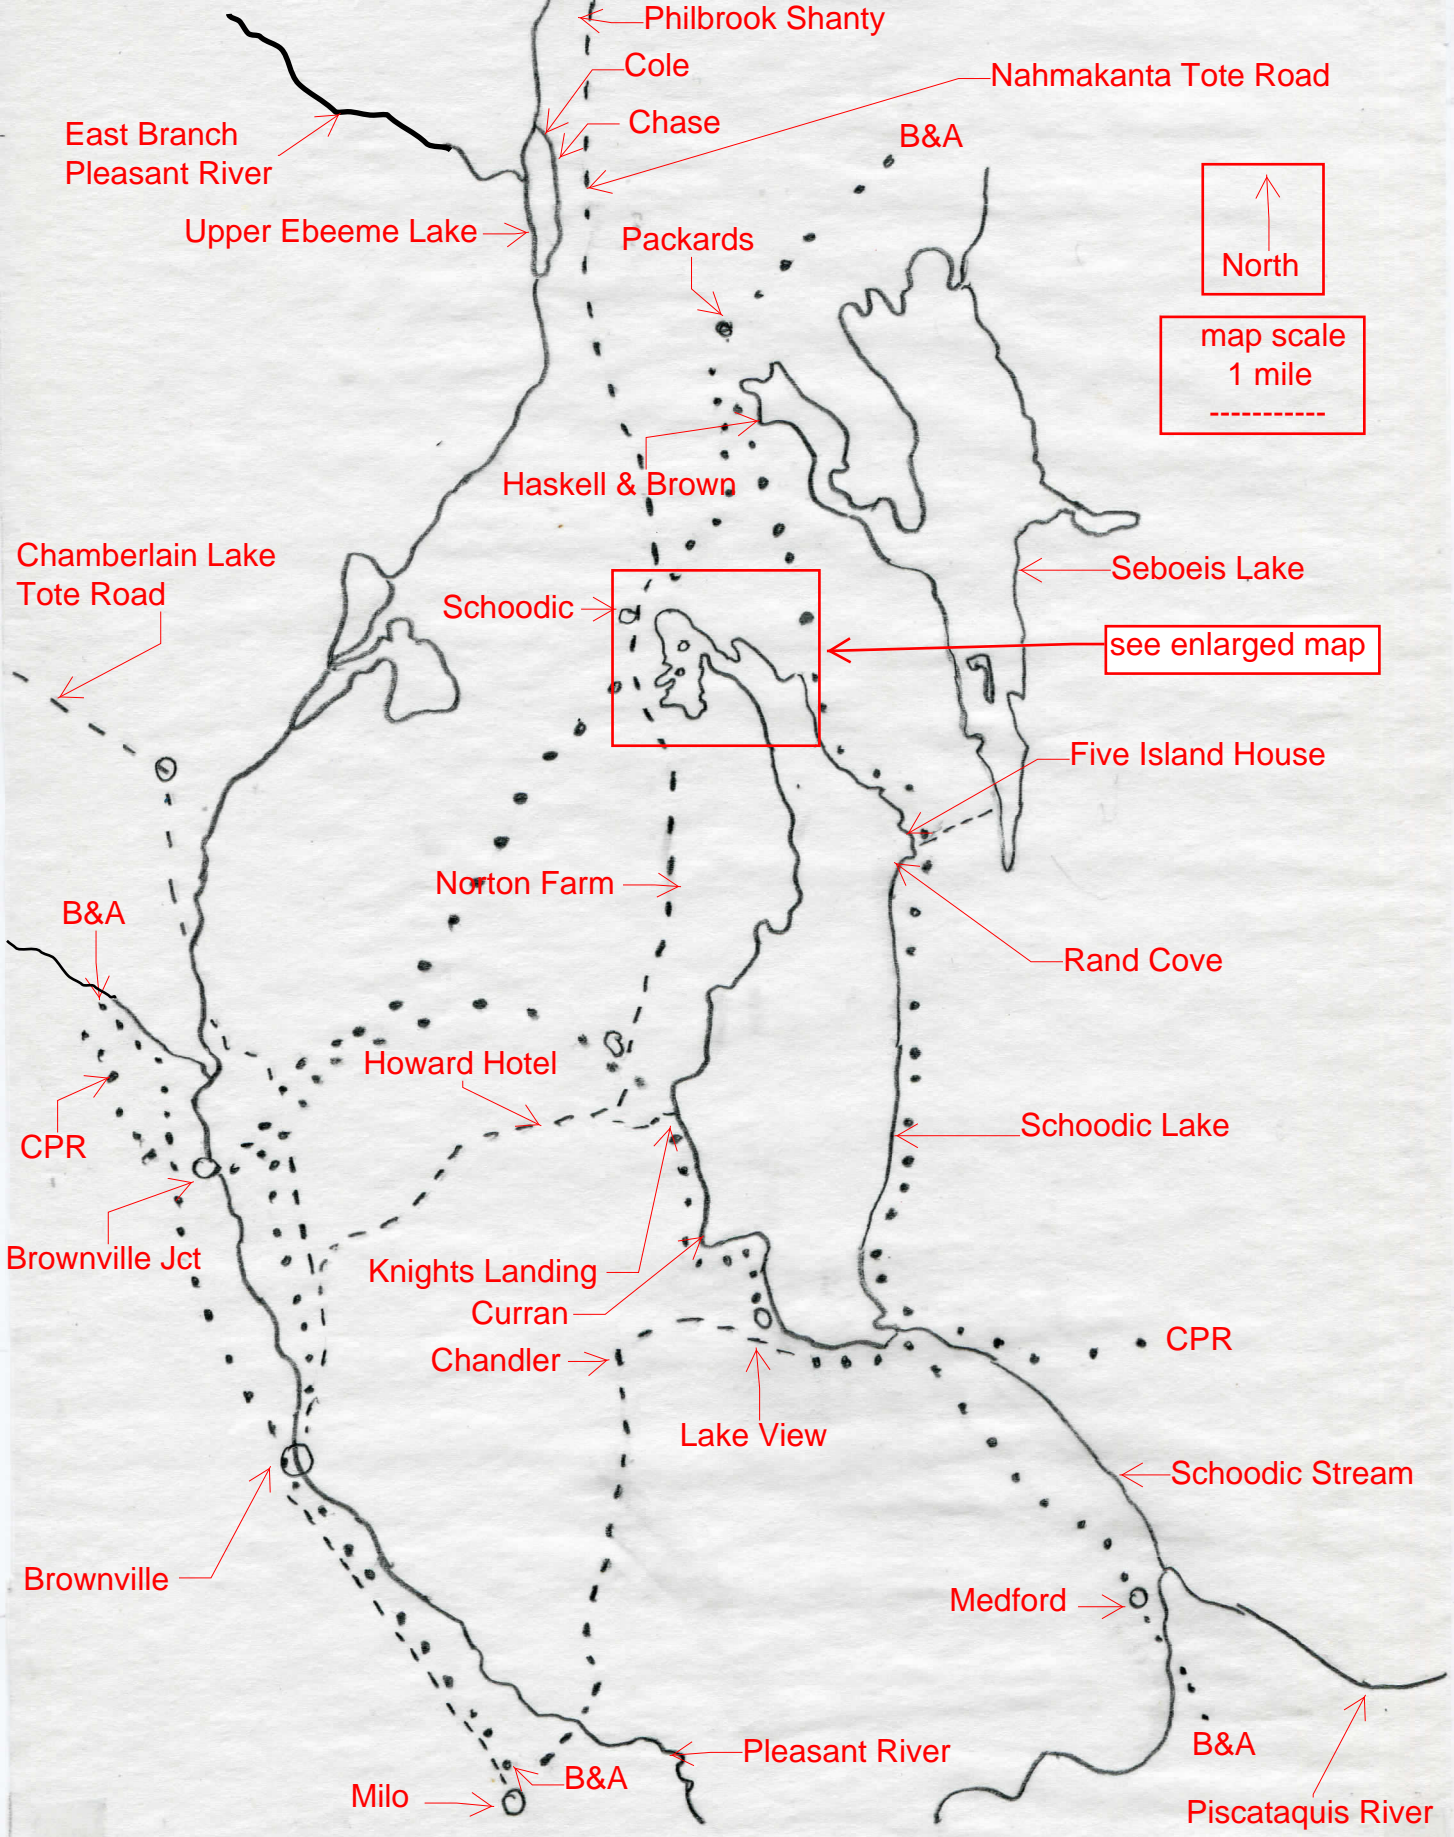 Philbrook Shanty
Cole
Nahmakanta Tote Road
Chase
B&A
East Branch
Pleasant River
Upper Ebeeme Lake
Packards
North
map scale
1 mile
-----------
Haskell & Brown
Chamberlain Lake
Tote Road
Seboeis Lake
Schoodic
see enlarged map
Five Island House
Norton Farm
B&A
Rand Cove
Howard Hotel
Schoodic Lake
CPR
Brownville Jct
Knights Landing
Curran
CPR
Chandler
Lake View
Schoodic Stream
Brownville
Medford
B&A
Pleasant River
B&A
Milo
Piscataquis River